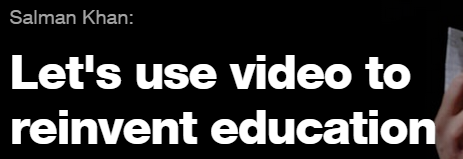 Salman Khan:
Let's use video to
reinvent education